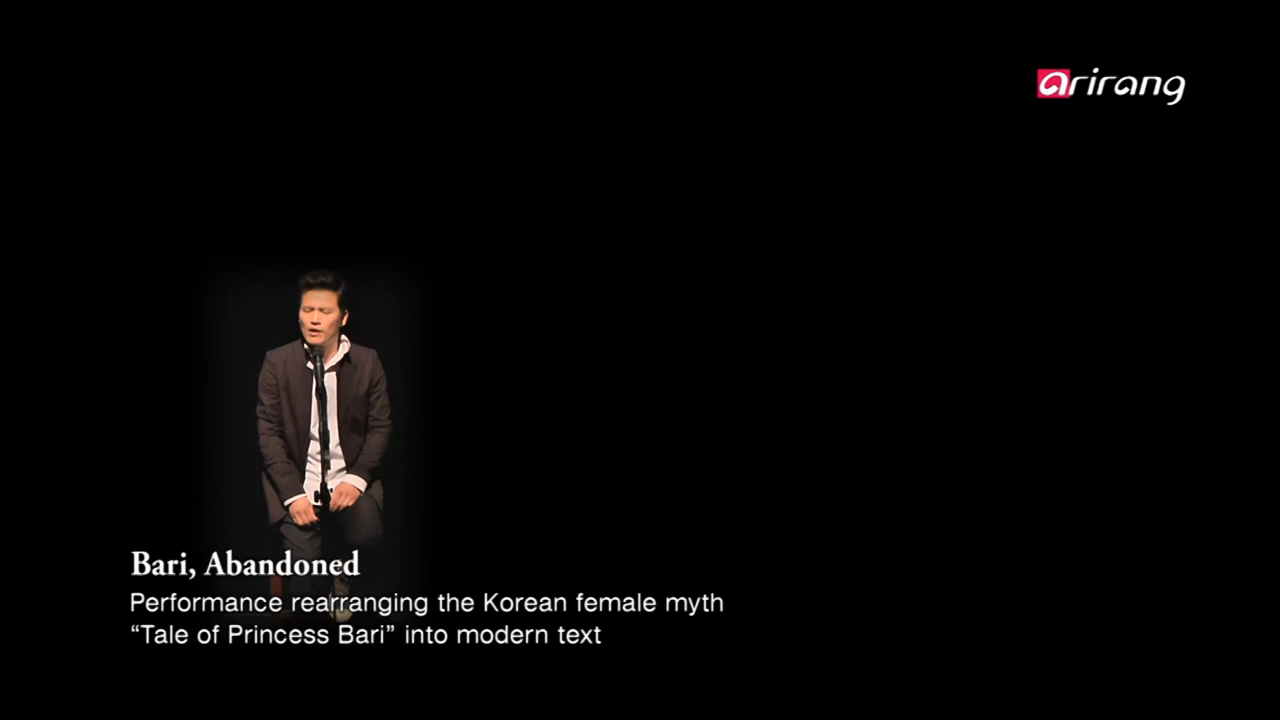 arirang
Bari, Abandoned
Performance rearranging the Korean female myth
“Tale of Princess Bari” into modern text